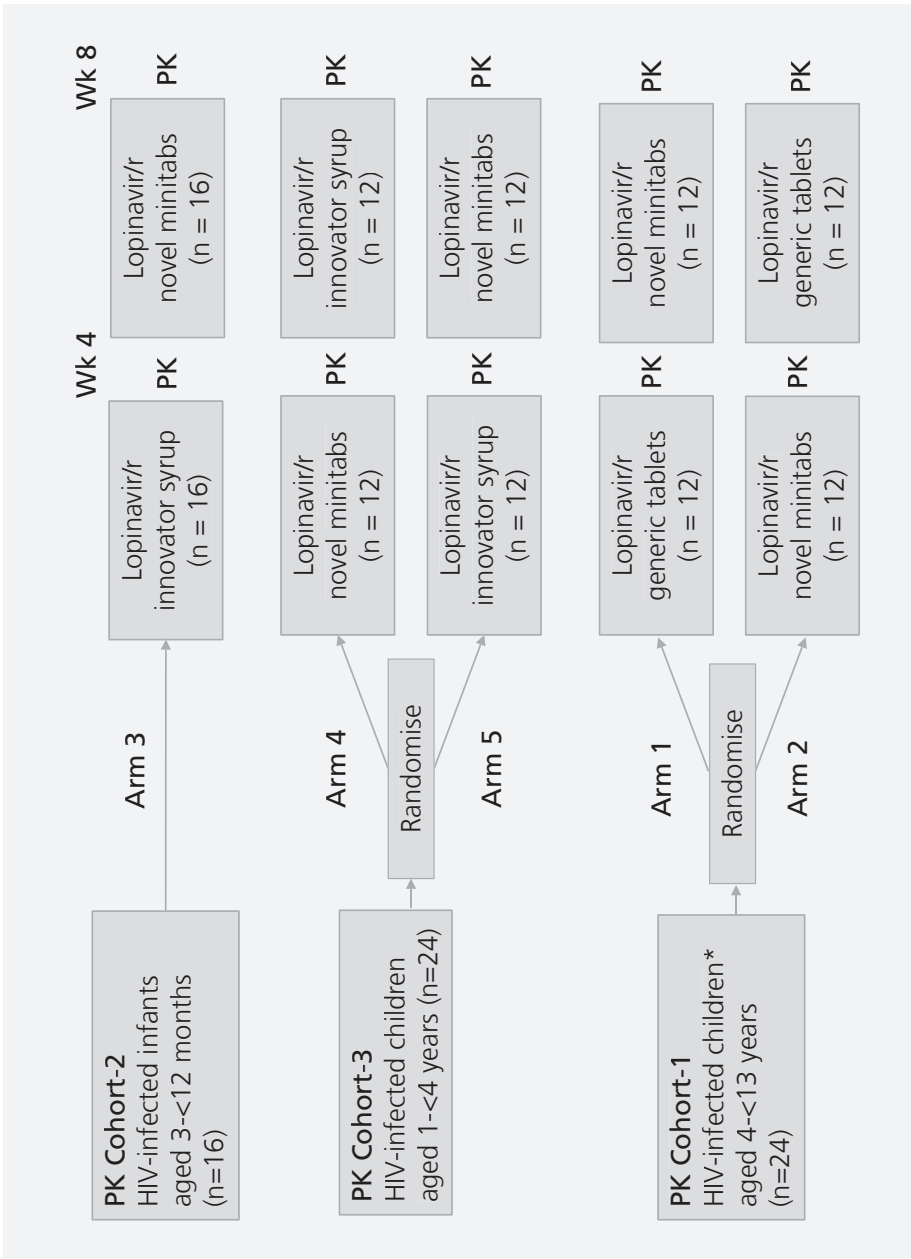 Wk 4
Wk 8
PK Cohort-2
HIV-infected infants
aged 3-<12 months
(n=16)
Arm 3
Lopinavir/r
innovator syrup
(n = 16)
PK
Lopinavir/r
novel minitabs
(n = 16)
PK
PK Cohort-3
HIV-infected children
aged 1-<4 years (n=24)
Randomise
Arm 4
Lopinavir/r
novel minitabs
(n = 12)
PK
Lopinavir/r
innovator syrup
(n = 12)
PK
Arm 5
Lopinavir/r
innovator syrup
(n = 12)
PK
Lopinavir/r
novel minitabs
(n = 12)
PK
PK Cohort-1
HIV-infected children*
aged 4-<13 years
(n=24)
Randomise
Arm 1
Lopinavir/r
generic tablets
(n = 12)
PK
Lopinavir/r
novel minitabs
(n = 12)
PK
Arm 2
Lopinavir/r
novel minitabs
(n = 12)
PK
Lopinavir/r
generic tablets
(n = 12)
PK